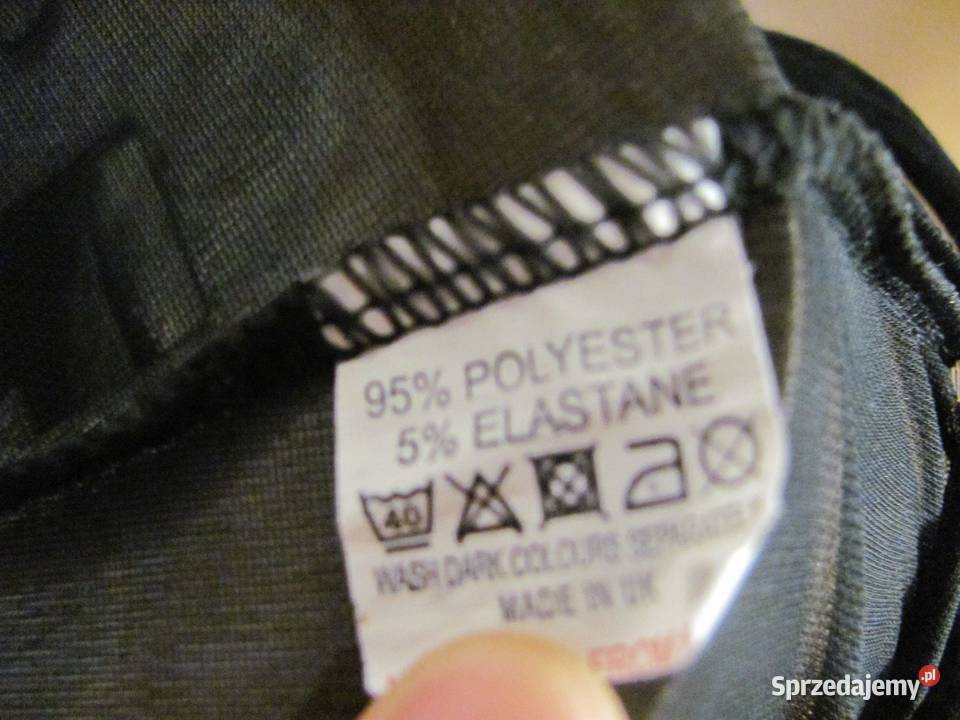 95% POLYESTER
5% ELASTANE
40
WASH DARK COLOURS SEPARATELY
MADE IN UK
Sprzedajemy.pl